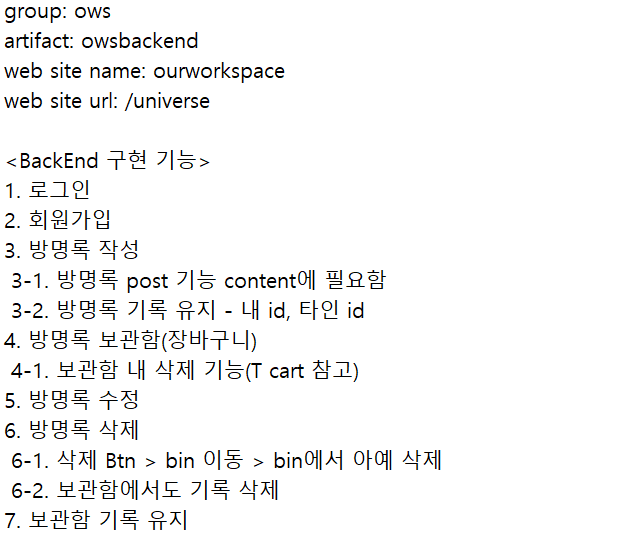 group: ows
artifact: owsbackend
web site name: ourworkspace
web site url: /universe

<BackEnd 구현 기능>
1. 로그인
2. 회원가입
3. 방명록 작성
3-1. 방명록 post 기능 content에 필요함
3-2. 방명록 기록 유지 - 내 id, 타인 id
4. 방명록 보관함(장바구니)
4-1. 보관함 내 삭제 기능(T cart 참고)
5. 방명록 수정
6. 방명록 삭제
6-1. 삭제 Btn > bin 이동 > bin에서 아예 삭제
6-2. 보관함에서도 기록 삭제
7. 보관함 기록 유지